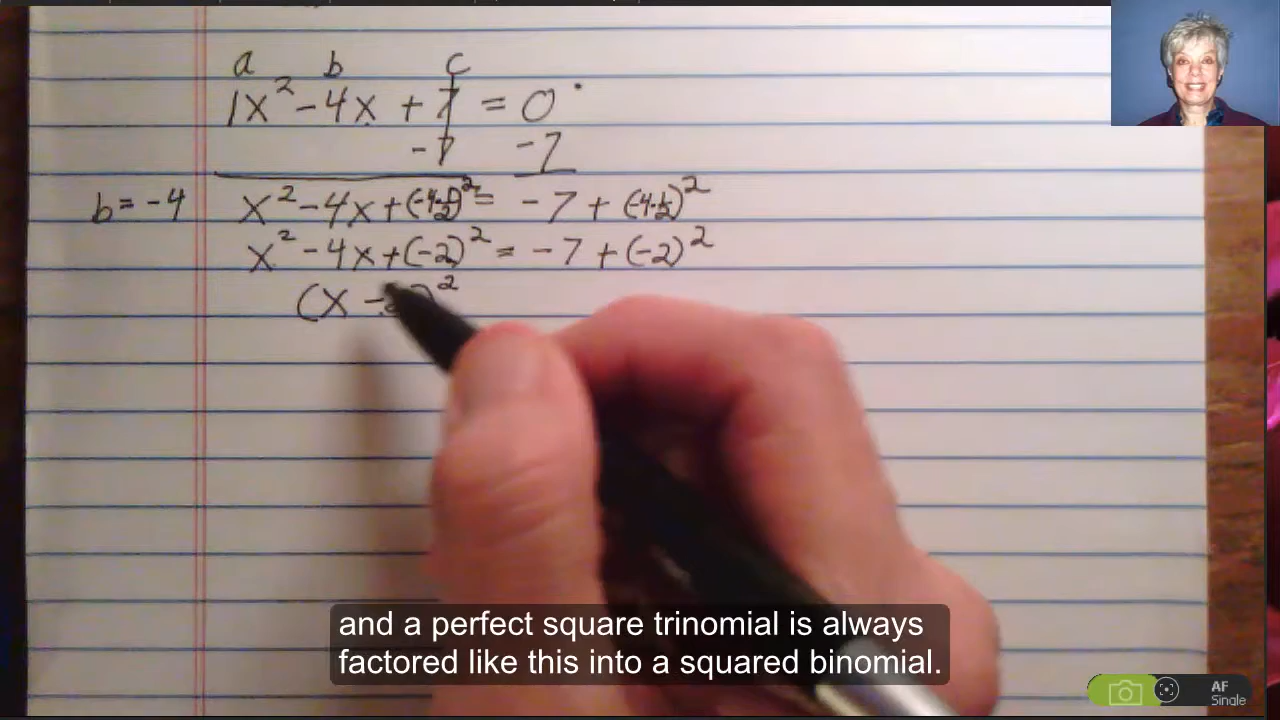 a b c
1x² - 4x + 7 = 0
- 7 - 7
b = -4 x² - 4x + (-4·½)² = -7 + (-4·½)²
x² - 4x + (-2)² = -7 + (-2)²
(x - 2)²
and a perfect square trinomial is always
factored like this into a squared binomial.
AF
Single